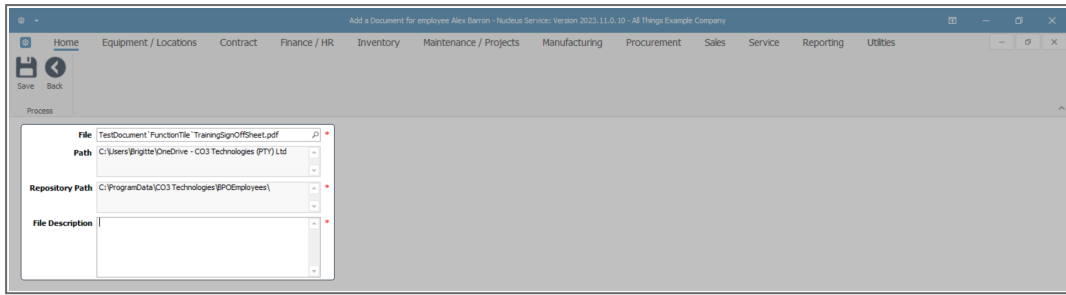 Add a Document for employee Alex Barron - Nucleus Service: Version 2023.11.0.10 - All Things Example Company
Home Equipment / Locations Contract Finance / HR Inventory Maintenance / Projects Manufacturing Procurement Sales Service Reporting Utilities
Save Back
Process
File TestDocument`FunctionTile`TrainingSignOffSheet.pdf *
Path C:\Users\Brigitte\OneDrive - CO3 Technologies (PTY) Ltd
Repository Path C:\ProgramData\CO3 Technologies\BPOEmployees\ *
File Description *